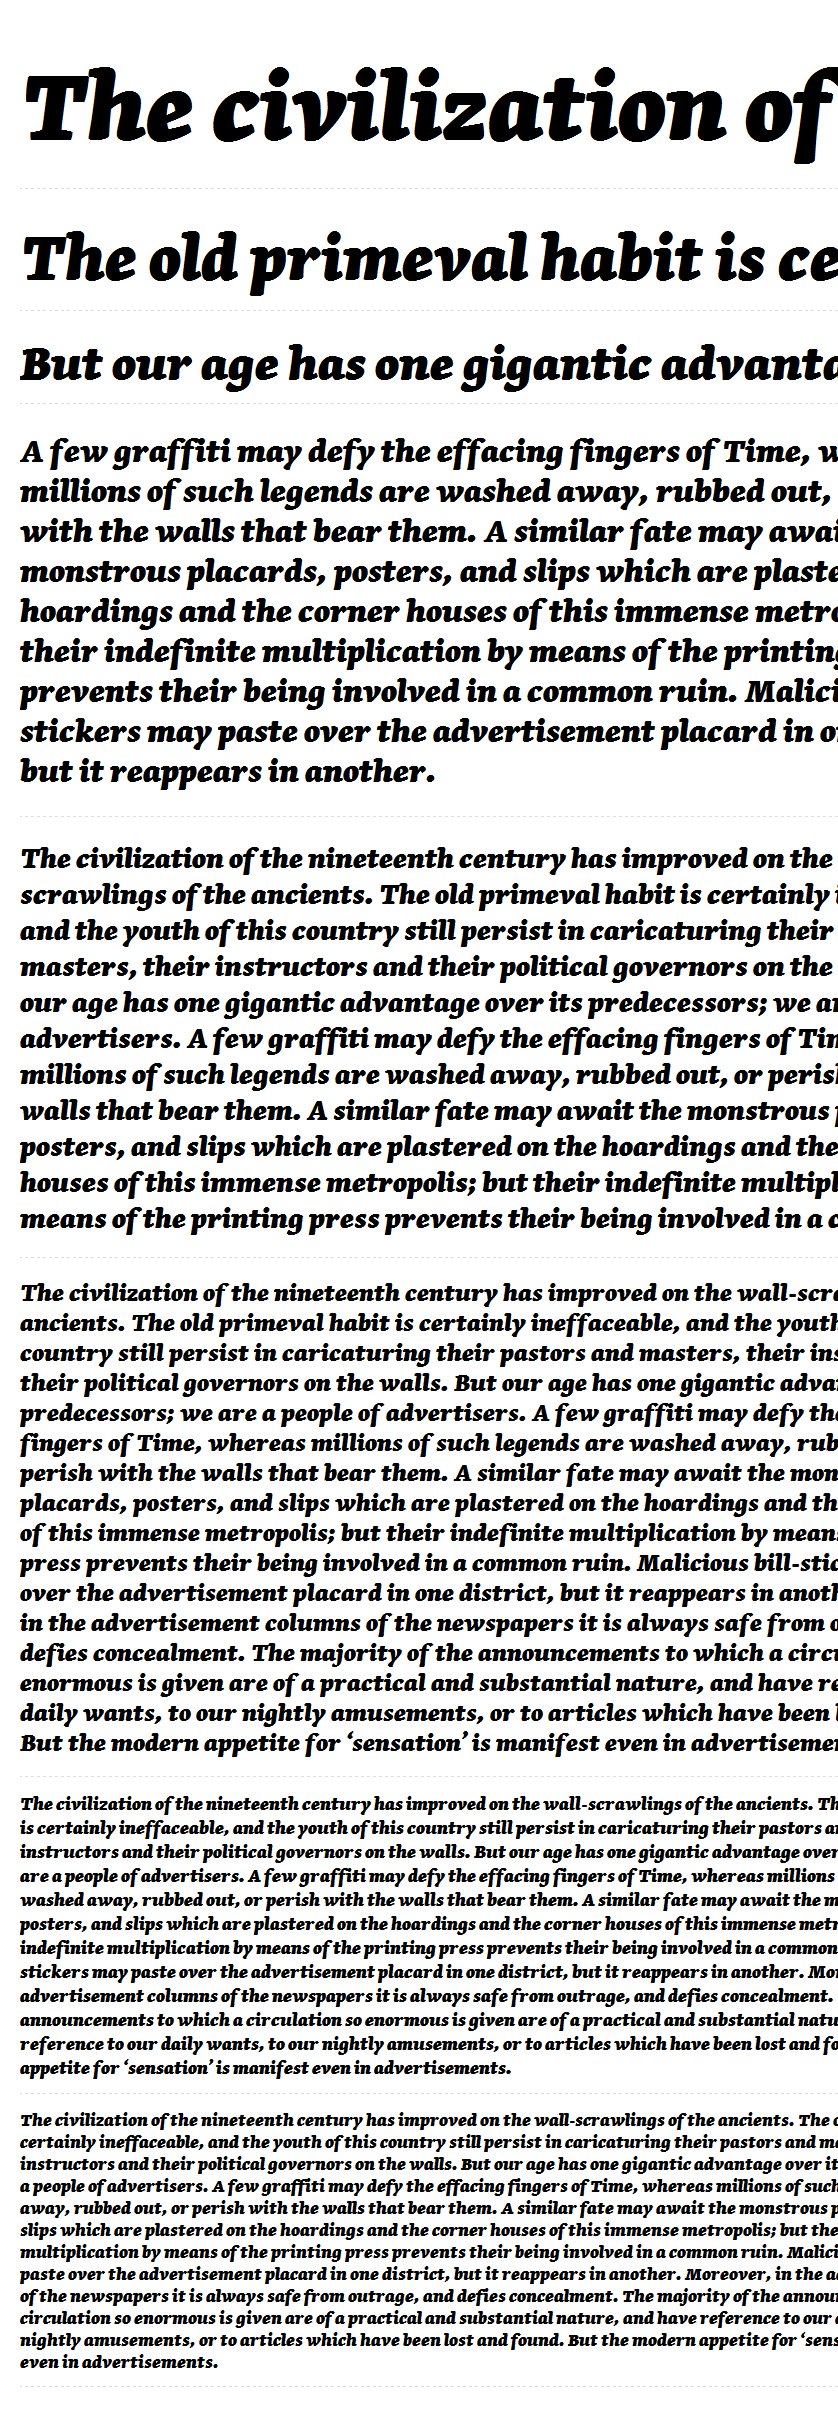 The civilization of
The old primeval habit is ce
But our age has one gigantic advanta
A few graffiti may defy the effacing fingers of Time, w
millions of such legends are washed away, rubbed out,
with the walls that bear them. A similar fate may awai
monstrous placards, posters, and slips which are plaste
hoardings and the corner houses of this immense metro
their indefinite multiplication by means of the printing
prevents their being involved in a common ruin. Malici
stickers may paste over the advertisement placard in o
but it reappears in another.
The civilization of the nineteenth century has improved on the
scrawlings of the ancients. The old primeval habit is certainly i
and the youth of this country still persist in caricaturing their
masters, their instructors and their political governors on the
our age has one gigantic advantage over its predecessors; we ar
advertisers. A few graffiti may defy the effacing fingers of Tim
millions of such legends are washed away, rubbed out, or perish
walls that bear them. A similar fate may await the monstrous p
posters, and slips which are plastered on the hoardings and the
houses of this immense metropolis; but their indefinite multipl
means of the printing press prevents their being involved in a c
The civilization of the nineteenth century has improved on the wall-scra
ancients. The old primeval habit is certainly ineffaceable, and the youth
country still persist in caricaturing their pastors and masters, their ins
their political governors on the walls. But our age has one gigantic advan
predecessors; we are a people of advertisers. A few graffiti may defy the
fingers of Time, whereas millions of such legends are washed away, rub
perish with the walls that bear them. A similar fate may await the mon
placards, posters, and slips which are plastered on the hoardings and th
of this immense metropolis; but their indefinite multiplication by means
press prevents their being involved in a common ruin. Malicious bill-stic
over the advertisement placard in one district, but it reappears in anoth
in the advertisement columns of the newspapers it is always safe from o
defies concealment. The majority of the announcements to which a circu
enormous is given are of a practical and substantial nature, and have re
daily wants, to our nightly amusements, or to articles which have been l
But the modern appetite for ‘sensation’ is manifest even in advertisemen
The civilization of the nineteenth century has improved on the wall-scrawlings of the ancients. Th
is certainly ineffaceable, and the youth of this country still persist in caricaturing their pastors an
instructors and their political governors on the walls. But our age has one gigantic advantage over
are a people of advertisers. A few graffiti may defy the effacing fingers of Time, whereas millions
washed away, rubbed out, or perish with the walls that bear them. A similar fate may await the m
posters, and slips which are plastered on the hoardings and the corner houses of this immense metr
indefinite multiplication by means of the printing press prevents their being involved in a common
stickers may paste over the advertisement placard in one district, but it reappears in another. Mor
advertisement columns of the newspapers it is always safe from outrage, and defies concealment.
announcements to which a circulation so enormous is given are of a practical and substantial natu
reference to our daily wants, to our nightly amusements, or to articles which have been lost and fo
appetite for ‘sensation’ is manifest even in advertisements.
The civilization of the nineteenth century has improved on the wall-scrawlings of the ancients. The o
certainly ineffaceable, and the youth of this country still persist in caricaturing their pastors and ma
instructors and their political governors on the walls. But our age has one gigantic advantage over it
a people of advertisers. A few graffiti may defy the effacing fingers of Time, whereas millions of such
away, rubbed out, or perish with the walls that bear them. A similar fate may await the monstrous p
slips which are plastered on the hoardings and the corner houses of this immense metropolis; but the
multiplication by means of the printing press prevents their being involved in a common ruin. Malici
paste over the advertisement placard in one district, but it reappears in another. Moreover, in the ad
of the newspapers it is always safe from outrage, and defies concealment. The majority of the announ
circulation so enormous is given are of a practical and substantial nature, and have reference to our d
nightly amusements, or to articles which have been lost and found. But the modern appetite for ‘sens
even in advertisements.